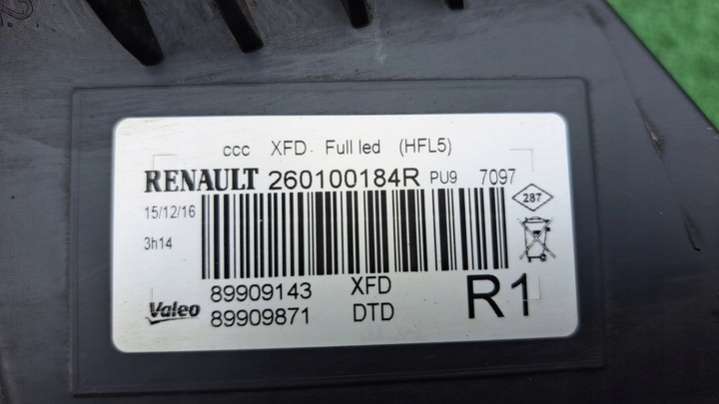 ccc XFD. Full led (HFL5)
RENAULT 260100184R PU9 7097
15/12/16
287
3h14
89909143 XFD
Valeo 89909871 DTD
R1